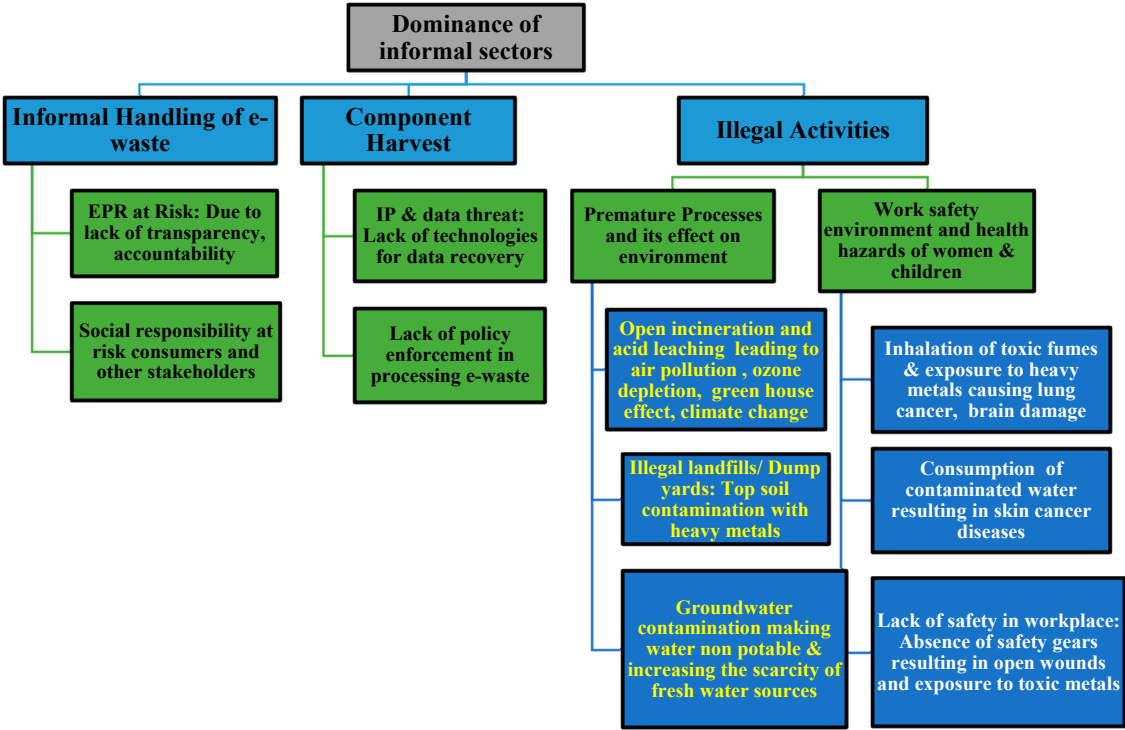 Dominance of
informal sectors
Informal Handling of e-
waste
Component
Harvest
Illegal Activities
EPR at Risk: Due to
lack of transparency,
accountability
IP & data threat:
Lack of technologies
for data recovery
Premature Processes
and its effect on
environment
Work safety
environment and health
hazards of women &
children
Social responsibility at
risk consumers and
other stakeholders
Lack of policy
enforcement in
processing e-waste
Open incineration and
acid leaching leading to
air pollution , ozone
depletion, green house
effect, climate change
Inhalation of toxic fumes
& exposure to heavy
metals causing lung
cancer, brain damage
Illegal landfills/ Dump
yards: Top soil
contamination with
heavy metals
Consumption of
contaminated water
resulting in skin cancer
diseases
Groundwater
contamination making
water non potable &
increasing the scarcity of
fresh water sources
Lack of safety in workplace:
Absence of safety gears
resulting in open wounds
and exposure to toxic metals